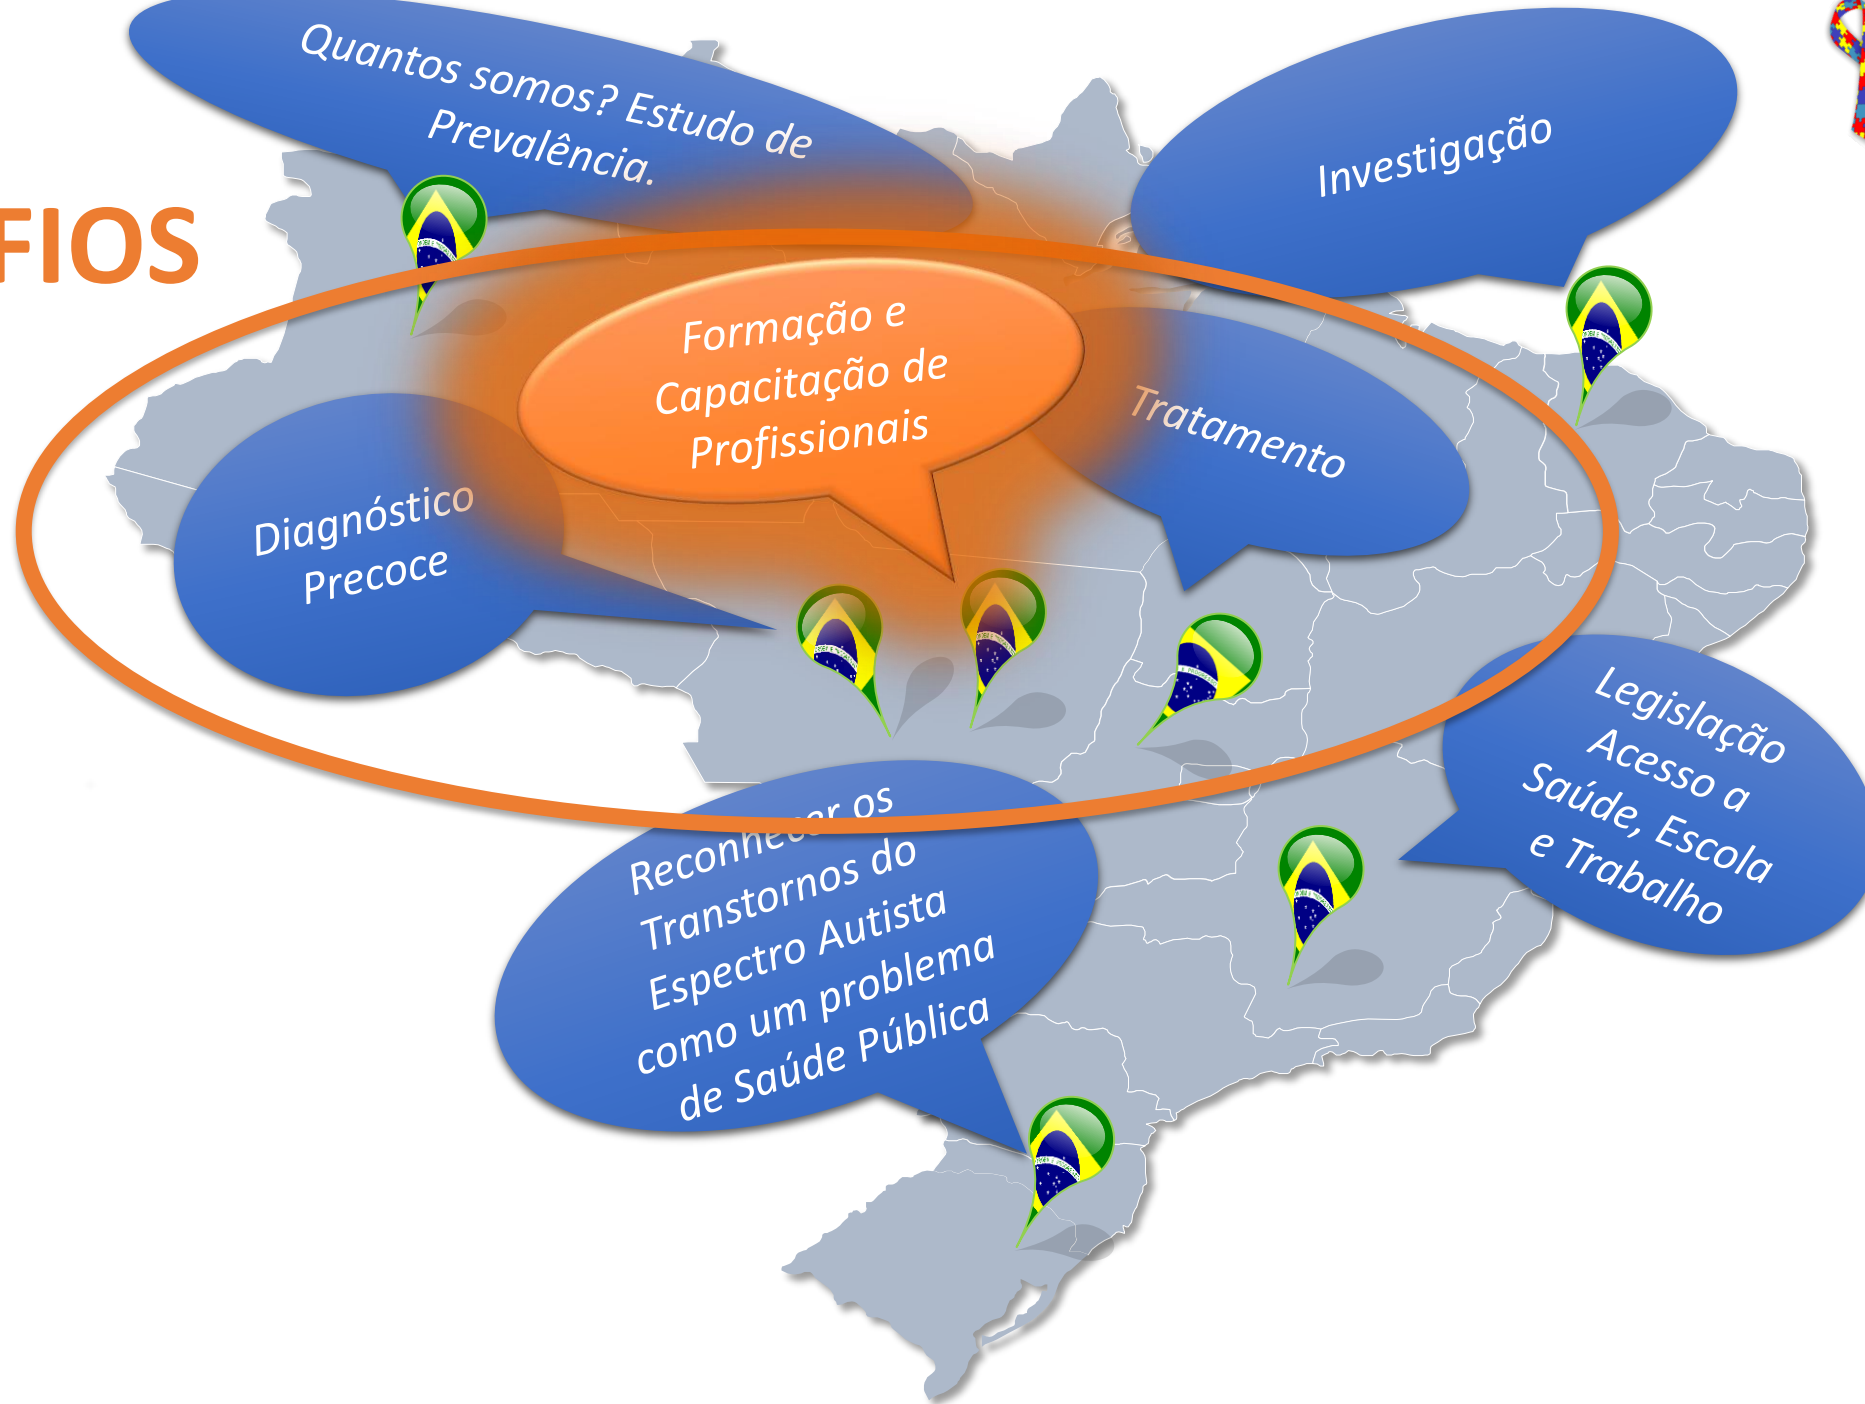 Quantos somos? Estudo de
Prevalência.
Investigação
FIOS
Formação e
Capacitação de
Profissionais
Tratamento
Diagnóstico
Precoce
Legislação
Acesso a
Saúde, Escola
e Trabalho
Reconhecer os
Transtornos do
Espectro Autista
como um problema
de Saúde Pública